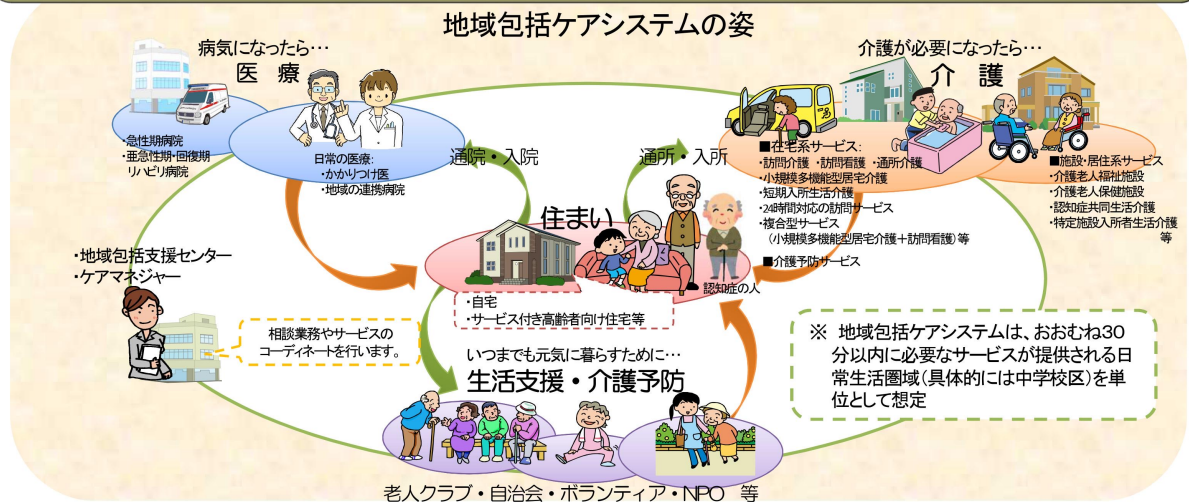 地域包括ケアシステムの姿
病気になったら…
医 療
・急性期病院
・亜急性期・回復期
リハビリ病院
日常の医療:
・かかりつけ医
・地域の連携病院
通院・入院
介護が必要になったら…
介 護
通所・入所
■在宅系サービス:
・訪問介護 ・訪問看護 ・通所介護
・小規模多機能型居宅介護
・短期入所生活介護
・24時間対応の訪問サービス
・複合型サービス
(小規模多機能型居宅介護+訪問看護)等
■介護予防サービス
■施設・居住系サービス
・介護老人福祉施設
・介護老人保健施設
・認知症共同生活介護
・特定施設入所者生活介護
等
住まい
認知症の人
・自宅
・サービス付き高齢者向け住宅等
・地域包括支援センター
・ケアマネジャー
相談業務やサービスの
コーディネートを行います。
いつまでも元気に暮らすために…
生活支援・介護予防
老人クラブ・自治会・ボランティア・NPO 等
※ 地域包括ケアシステムは、おおむね30
分以内に必要なサービスが提供される日
常生活圏域(具体的には中学校区)を単
位として想定